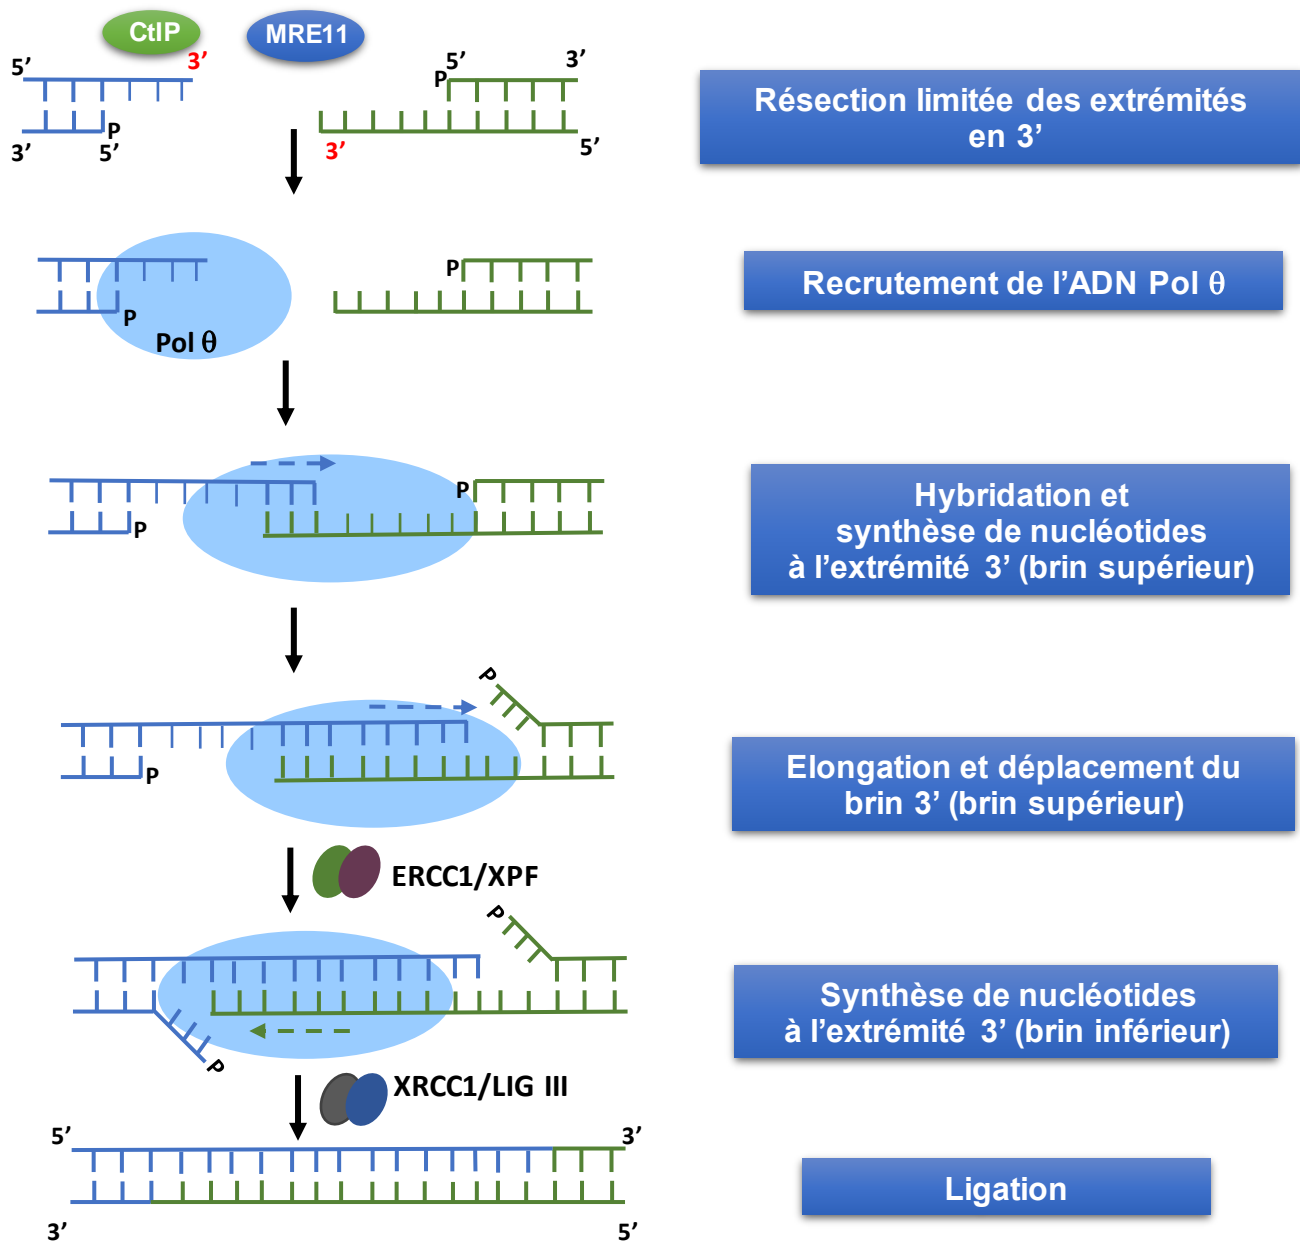 CtIP
MRE11
5’
3’
5’
3’
P
P
3’
5’
3’
5’
Résection limitée des extrémités
en 3’
P
P
Pol θ
Recrutement de l’ADN Pol θ
P
P
Hybridation et
synthèse de nucléotides
à l’extrémité 3’ (brin supérieur)
P
P
Elongation et déplacement du
brin 3’ (brin supérieur)
ERCC1/XPF
P
P
Synthèse de nucléotides
à l’extrémité 3’ (brin inférieur)
XRCC1/LIG III
5’
3’
3’
5’
Ligation